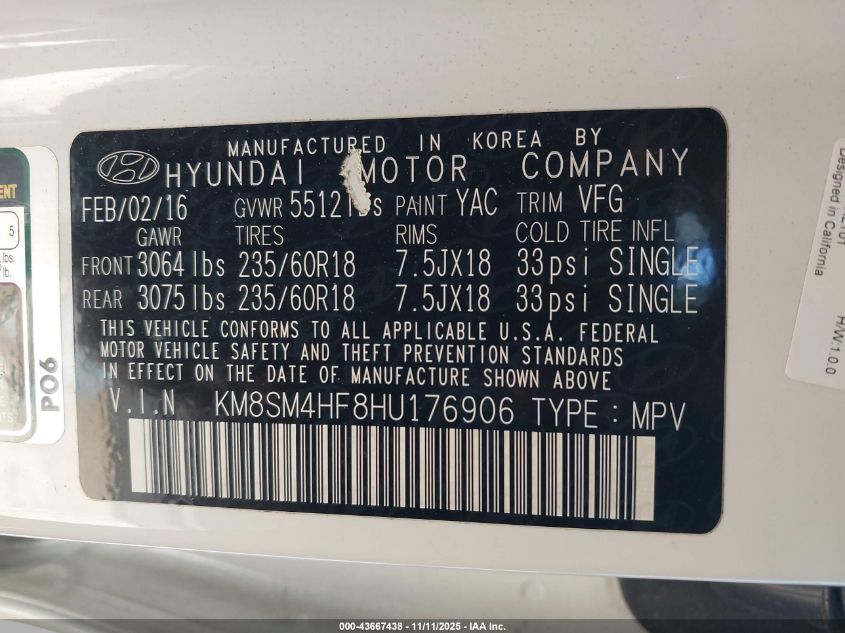 MANUFACTURED IN KOREA BY
HYUNDAI MOTOR COMPANY
FEB/02/16 GVWR 5512 lbs PAINT YAC TRIM VFG
GAWR TIRES RIMS COLD TIRE INFL
FRONT 3064 lbs 235/60R18 7.5JX18 33psi SINGLE
REAR 3075 lbs 235/60R18 7.5JX18 33psi SINGLE
THIS VEHICLE CONFORMS TO ALL APPLICABLE U.S.A. FEDERAL
MOTOR VEHICLE SAFETY AND THEFT PREVENTION STANDARDS
IN EFFECT ON THE DATE OF MANUFACTURE SHOWN ABOVE
V.I.N KM8SM4HF8HU176906 TYPE : MPV
5
lbs.
lb.
P06
Designed in California
H/W:1.0.0
000-43667438 - 11/11/2025 - IAA Inc.